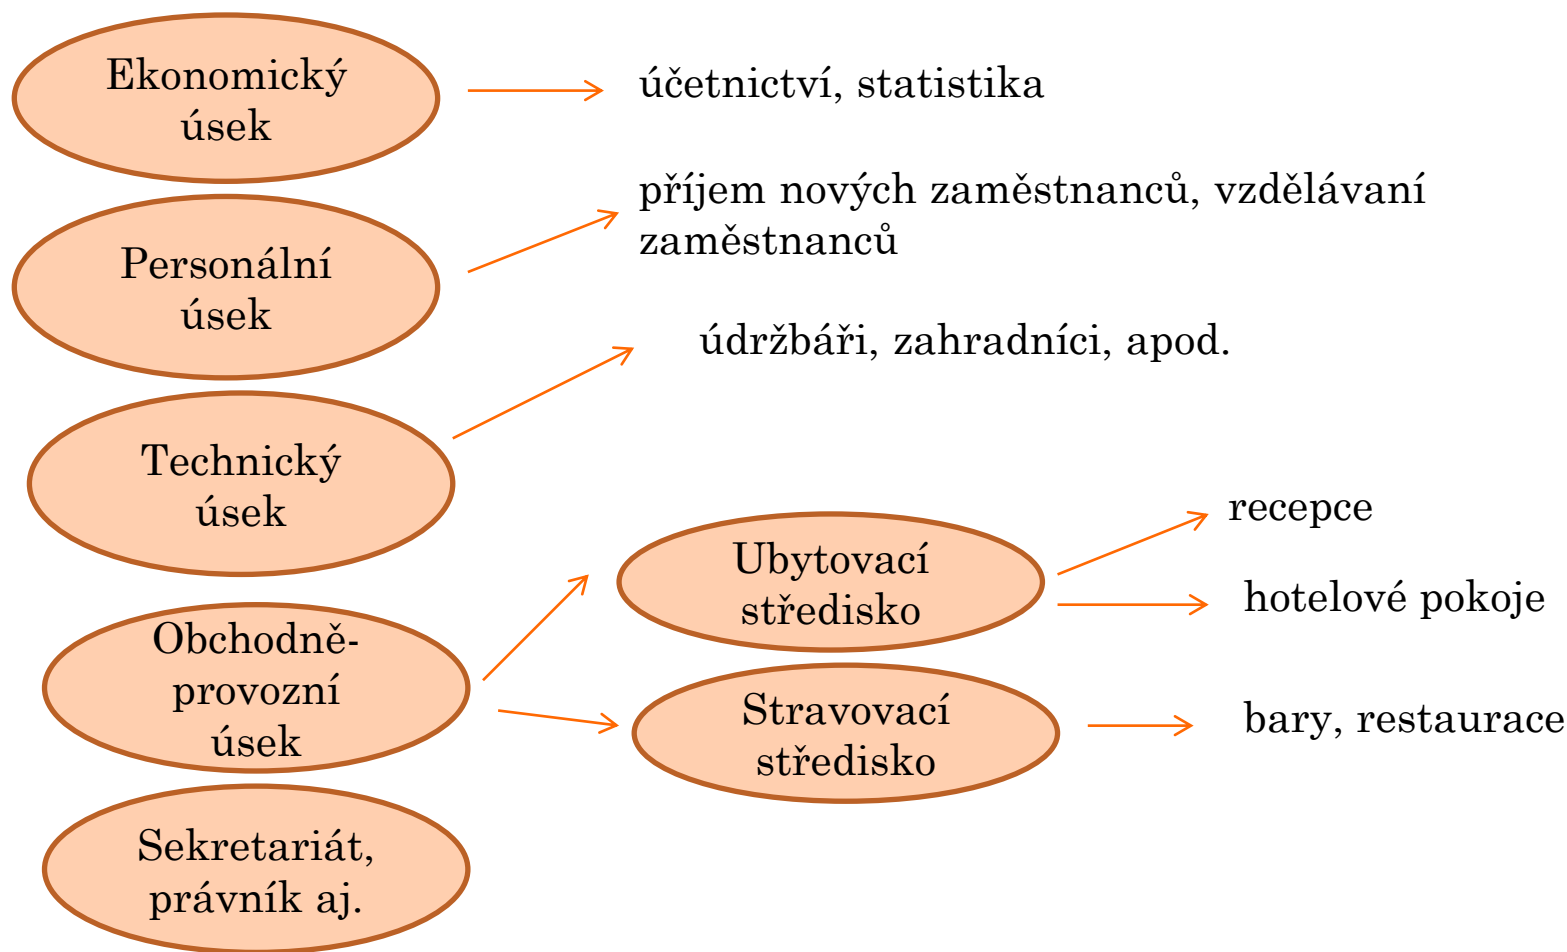 Ekonomický
úsek
účetnictví, statistika
Personální
úsek
příjem nových zaměstnanců, vzdělávaní
zaměstnanců
Technický
úsek
údržbáři, zahradníci, apod.
Obchodně-
provozní
úsek
Ubytovací
středisko
recepce
hotelové pokoje
Stravovací
středisko
bary, restaurace
Sekretariát,
právník aj.